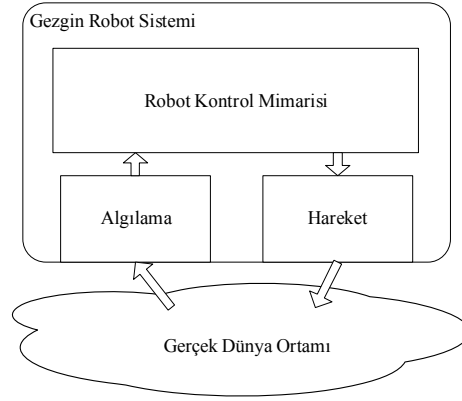 Gezgin Robot Sistemi
Robot Kontrol Mimarisi
Algılama
Hareket
Gerçek Dünya Ortamı